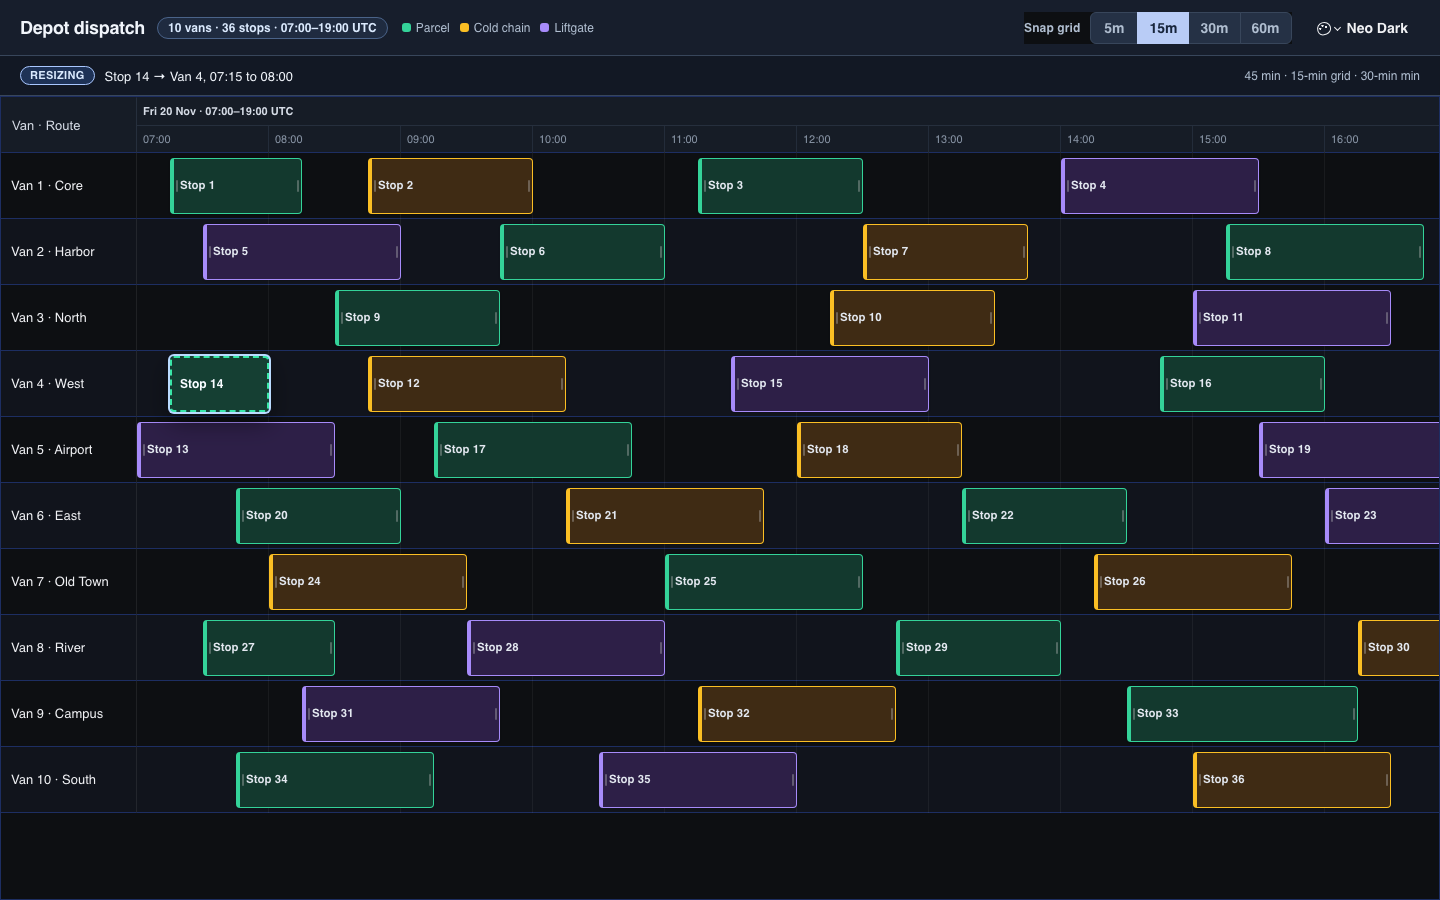 Depot dispatch
10 vans · 36 stops · 07:00–19:00 UTC
Parcel
Cold chain
Liftgate
Snap grid
5m
15m
30m
60m
Neo Dark
RESIZING
Stop 14 → Van 4, 07:15 to 08:00
45 min · 15-min grid · 30-min min
Van · Route
Fri 20 Nov · 07:00–19:00 UTC
07:00
08:00
09:00
10:00
11:00
12:00
13:00
14:00
15:00
16:00
Van 1 · Core
Stop 1
Stop 2
Stop 3
Stop 4
Van 2 · Harbor
Stop 5
Stop 6
Stop 7
Stop 8
Van 3 · North
Stop 9
Stop 10
Stop 11
Van 4 · West
Stop 14
Stop 12
Stop 15
Stop 16
Van 5 · Airport
Stop 13
Stop 17
Stop 18
Stop 19
Van 6 · East
Stop 20
Stop 21
Stop 22
Stop 23
Van 7 · Old Town
Stop 24
Stop 25
Stop 26
Van 8 · River
Stop 27
Stop 28
Stop 29
Stop 30
Van 9 · Campus
Stop 31
Stop 32
Stop 33
Van 10 · South
Stop 34
Stop 35
Stop 36